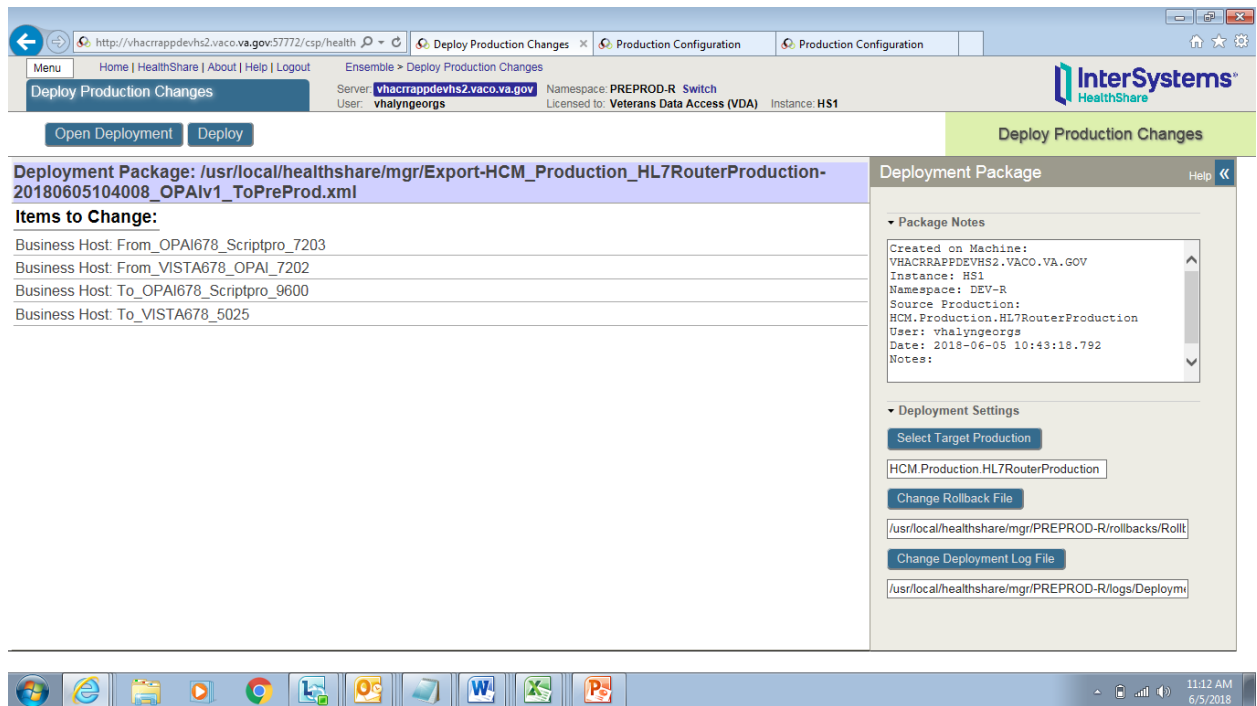 http://vhacrrappdevhs2.vaco.va.gov:57772/csp/health
Deploy Production Changes
Production Configuration
Production Configuration
Menu
Home | HealthShare | About | Help | Logout
Ensemble > Deploy Production Changes
Deploy Production Changes
Server: vhacrrappdevhs2.vaco.va.gov Namespace: PREPROD-R Switch
User: vhalyngeorgs Licensed to: Veterans Data Access (VDA) Instance: HS1
InterSystems
HealthShare
Open Deployment
Deploy
Deploy Production Changes
Deployment Package: /usr/local/healthshare/mgr/Export-HCM_Production_HL7RouterProduction-
20180605104008_OPAIv1_ToPreProd.xml
Items to Change:
Business Host: From_OPAI678_Scriptpro_7203
Business Host: From_VISTA678_OPAI_7202
Business Host: To_OPAI678_Scriptpro_9600
Business Host: To_VISTA678_5025
Deployment Package
Help
Package Notes
Created on Machine:
VHACRRAPPDEVHS2.VACO.VA.GOV
Instance: HS1
Namespace: DEV-R
Source Production:
HCM.Production.HL7RouterProduction
User: vhalyngeorgs
Date: 2018-06-05 10:43:18.792
Notes:
Deployment Settings
Select Target Production
HCM.Production.HL7RouterProduction
Change Rollback File
/usr/local/healthshare/mgr/PREPROD-R/rollbacks/Rollb
Change Deployment Log File
/usr/local/healthshare/mgr/PREPROD-R/logs/Deployme
11:12 AM
6/5/2018